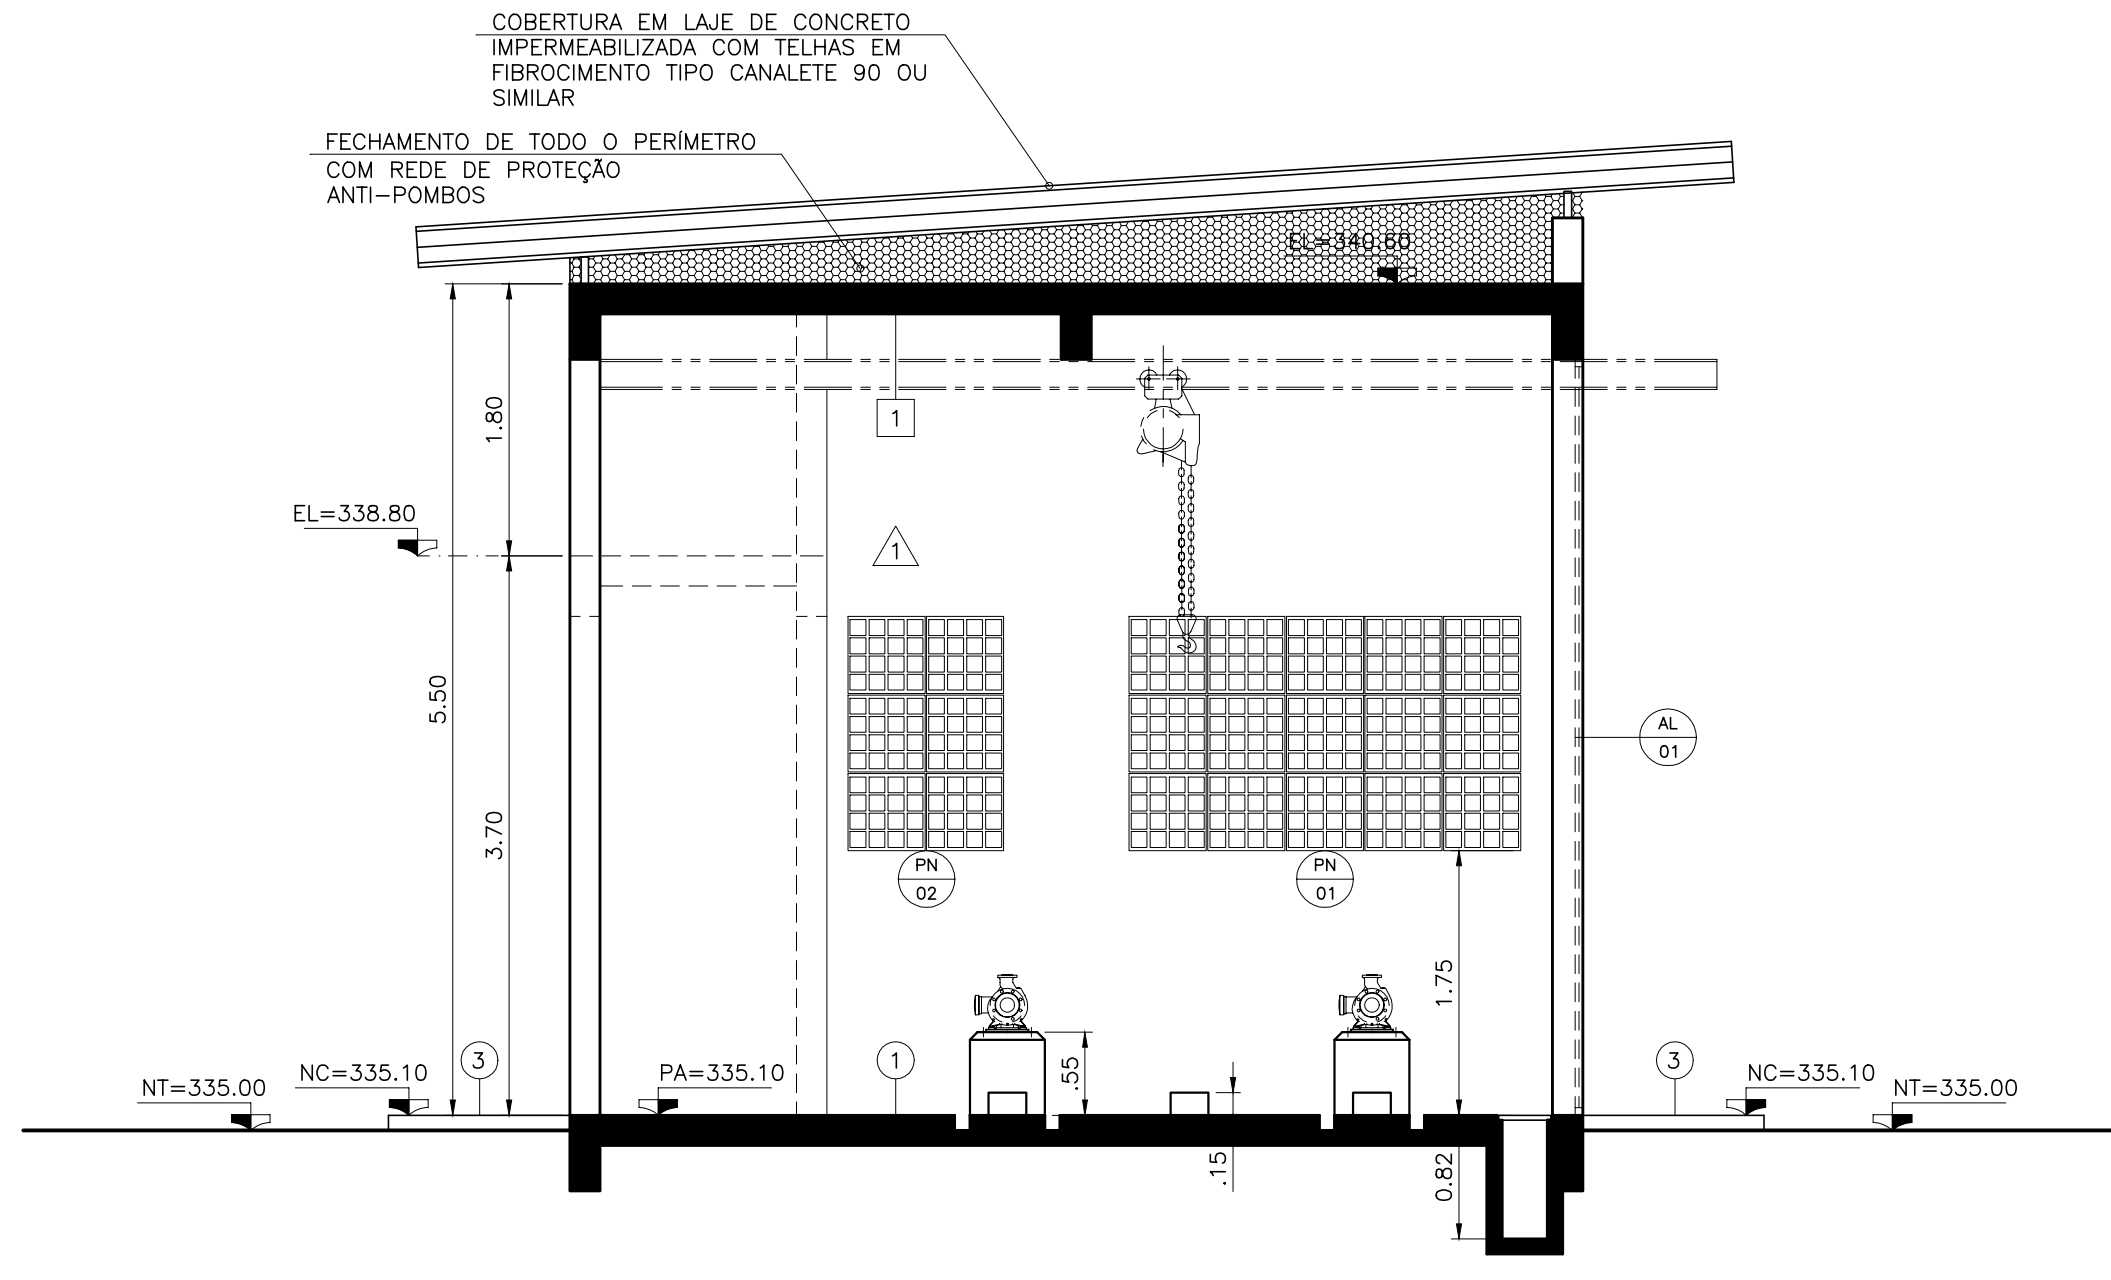 COBERTURA EM LAJE DE CONCRETO
IMPERMEABILIZADA COM TELHAS EM
FIBROCIMENTO TIPO CANALETE 90 OU
SIMILAR
FECHAMENTO DE TODO O PERÍMETRO
COM REDE DE PROTEÇÃO
ANTI-POMBOS
EL=340.60
1.80
1
EL=338.80
1
5.50
AL
01
3.70
PN
02
PN
01
1.75
3
1
.55
3
NT=335.00
NC=335.10
PA=335.10
NC=335.10
NT=335.00
.15
0.82